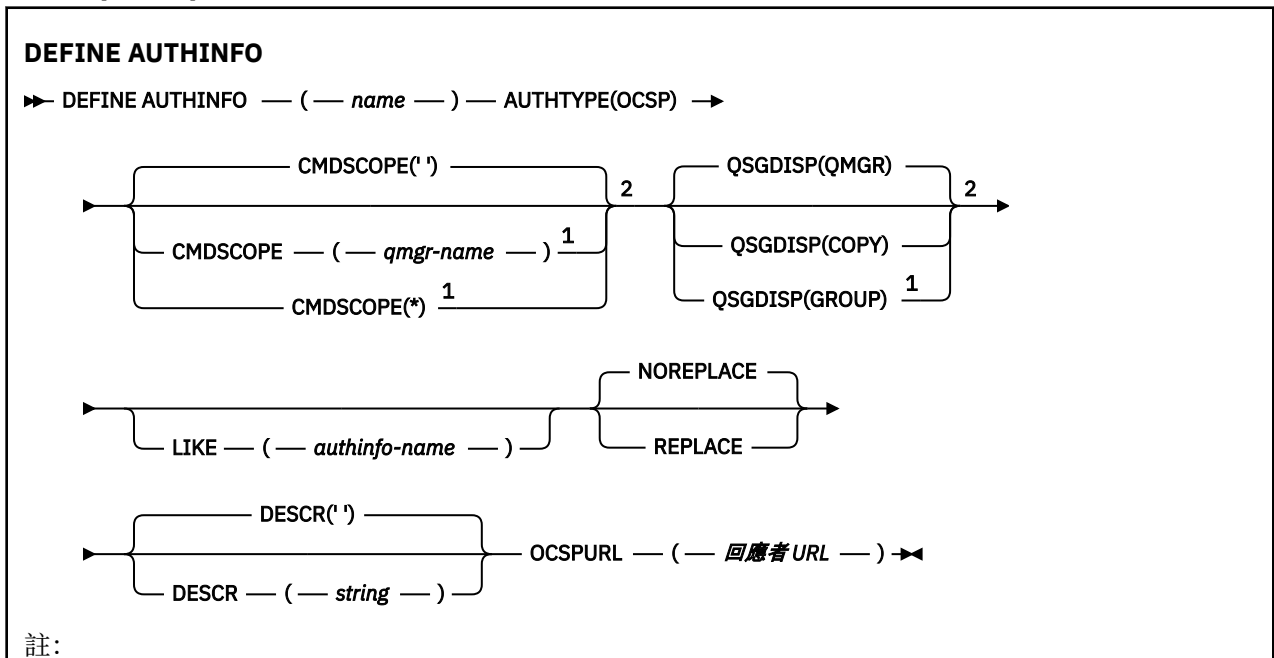 DEFINE AUTHINFO
DEFINE AUTHINFO ( name ) AUTHTYPE(OCSP)
CMDSCOPE(' ')
CMDSCOPE ( qmgr-name ) 1
CMDSCOPE(*) 1
2
QSGDISP(QMGR)
QSGDISP(COPY)
QSGDISP(GROUP) 1
2
LIKE ( authinfo-name )
NOREPLACE
REPLACE
DESCR(' ')
DESCR ( string )
OCSPURL ( 回應者 URL )
註: